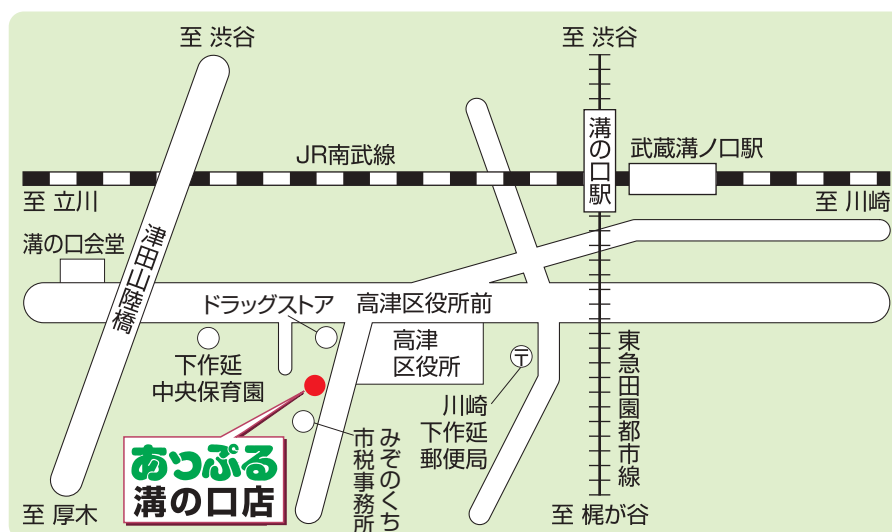 至 渋谷
至 渋谷
JR南武線
溝の口駅
武蔵溝ノ口駅
至 立川
至 川崎
溝の口会堂
津田山陸橋
ドラッグストア
高津区役所前
高津
区役所
下作延
中央保育園
〒
川崎
下作延
郵便局
東急田園都市線
みぞのくち
市税事務所
あっぷる
溝の口店
至 厚木
至 梶が谷